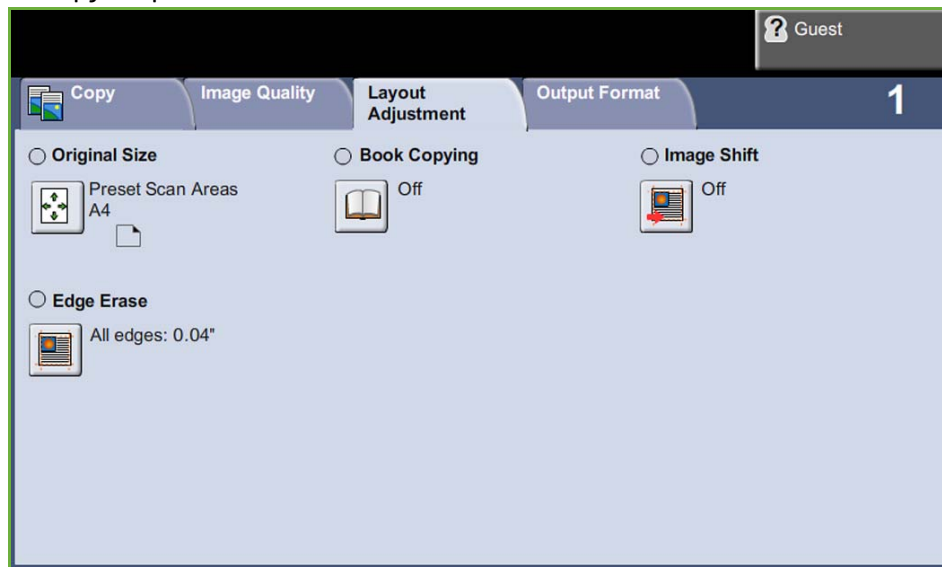 Guest
Copy
Image Quality
Layout
Adjustment
Output Format
1
Original Size
Preset Scan Areas
A4
Book Copying
Off
Image Shift
Off
Edge Erase
All edges: 0.04"